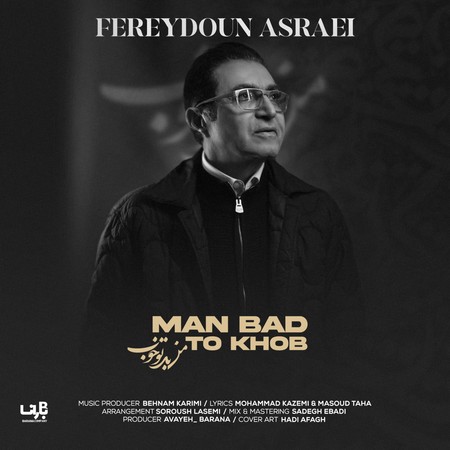 FEREYDOUN ASRAEI
MAN BAD
TO KHOB
من بد تو خوب
MUSIC PRODUCER BEHNAM KARIMI / LYRICS MOHAMMAD KAZEMI & MASOUD TAHA
ARRANGEMENT SOROUSH LASEMI / MIX & MASTERING SADEGH EBADI
PRODUCER AVAYEH_ BARANA / COVER ART HADI AFAGH